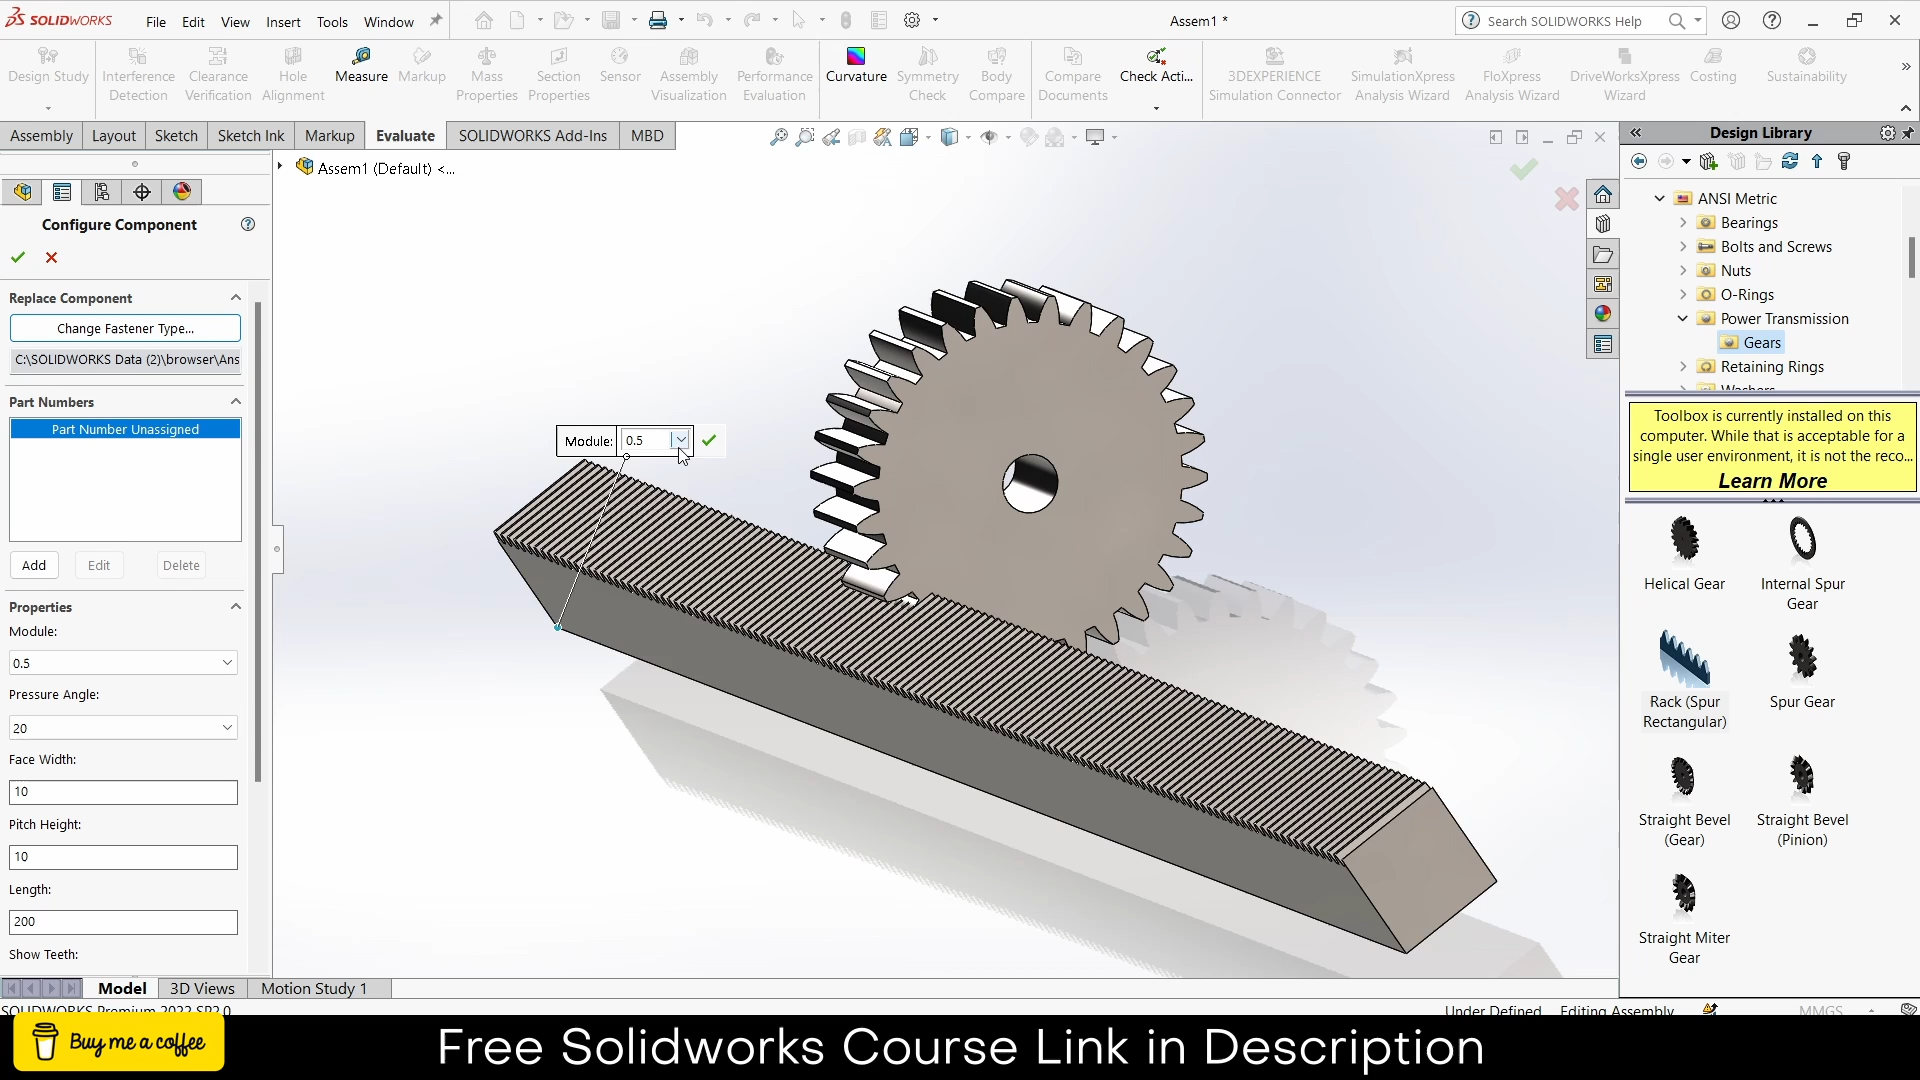 SOLIDWORKS File Edit View Insert Tools Window Assem1 * Search SOLIDWORKS Help
Design Study
Interference Detection
Clearance Verification
Hole Alignment
Measure
Markup
Mass Properties
Section Properties
Sensor
Assembly Visualization
Performance Evaluation
Curvature
Symmetry Check
Body Compare
Compare Documents
Check Acti...
3DEXPERIENCE Simulation Connector
SimulationXpress Analysis Wizard
FloXpress Analysis Wizard
DriveWorksXpress Wizard
Costing
Sustainability
Assembly Layout Sketch Sketch Ink Markup Evaluate SOLIDWORKS Add-Ins MBD
Assem1 (Default) <...
Configure Component
Replace Component
Change Fastener Type...
C:\SOLIDWORKS Data (2)\browser\Ans
Part Numbers
Part Number Unassigned
Add Edit Delete
Properties
Module:
0.5
Pressure Angle:
20
Face Width:
10
Pitch Height:
10
Length:
200
Show Teeth:
Module: 0.5
Design Library
ANSI Metric
Bearings
Bolts and Screws
Nuts
O-Rings
Power Transmission
Gears
Retaining Rings
Washers
Toolbox is currently installed on this
computer. While that is acceptable for a
single user environment, it is not the reco...
Learn More
Helical Gear
Internal Spur Gear
Rack (Spur Rectangular)
Spur Gear
Straight Bevel (Gear)
Straight Bevel (Pinion)
Straight Miter Gear
Model 3D Views Motion Study 1
SOLIDWORKS Premium 2022 SP2.0 Under Defined Editing Assembly MMGS
Buy me a coffee
Free Solidworks Course Link in Description